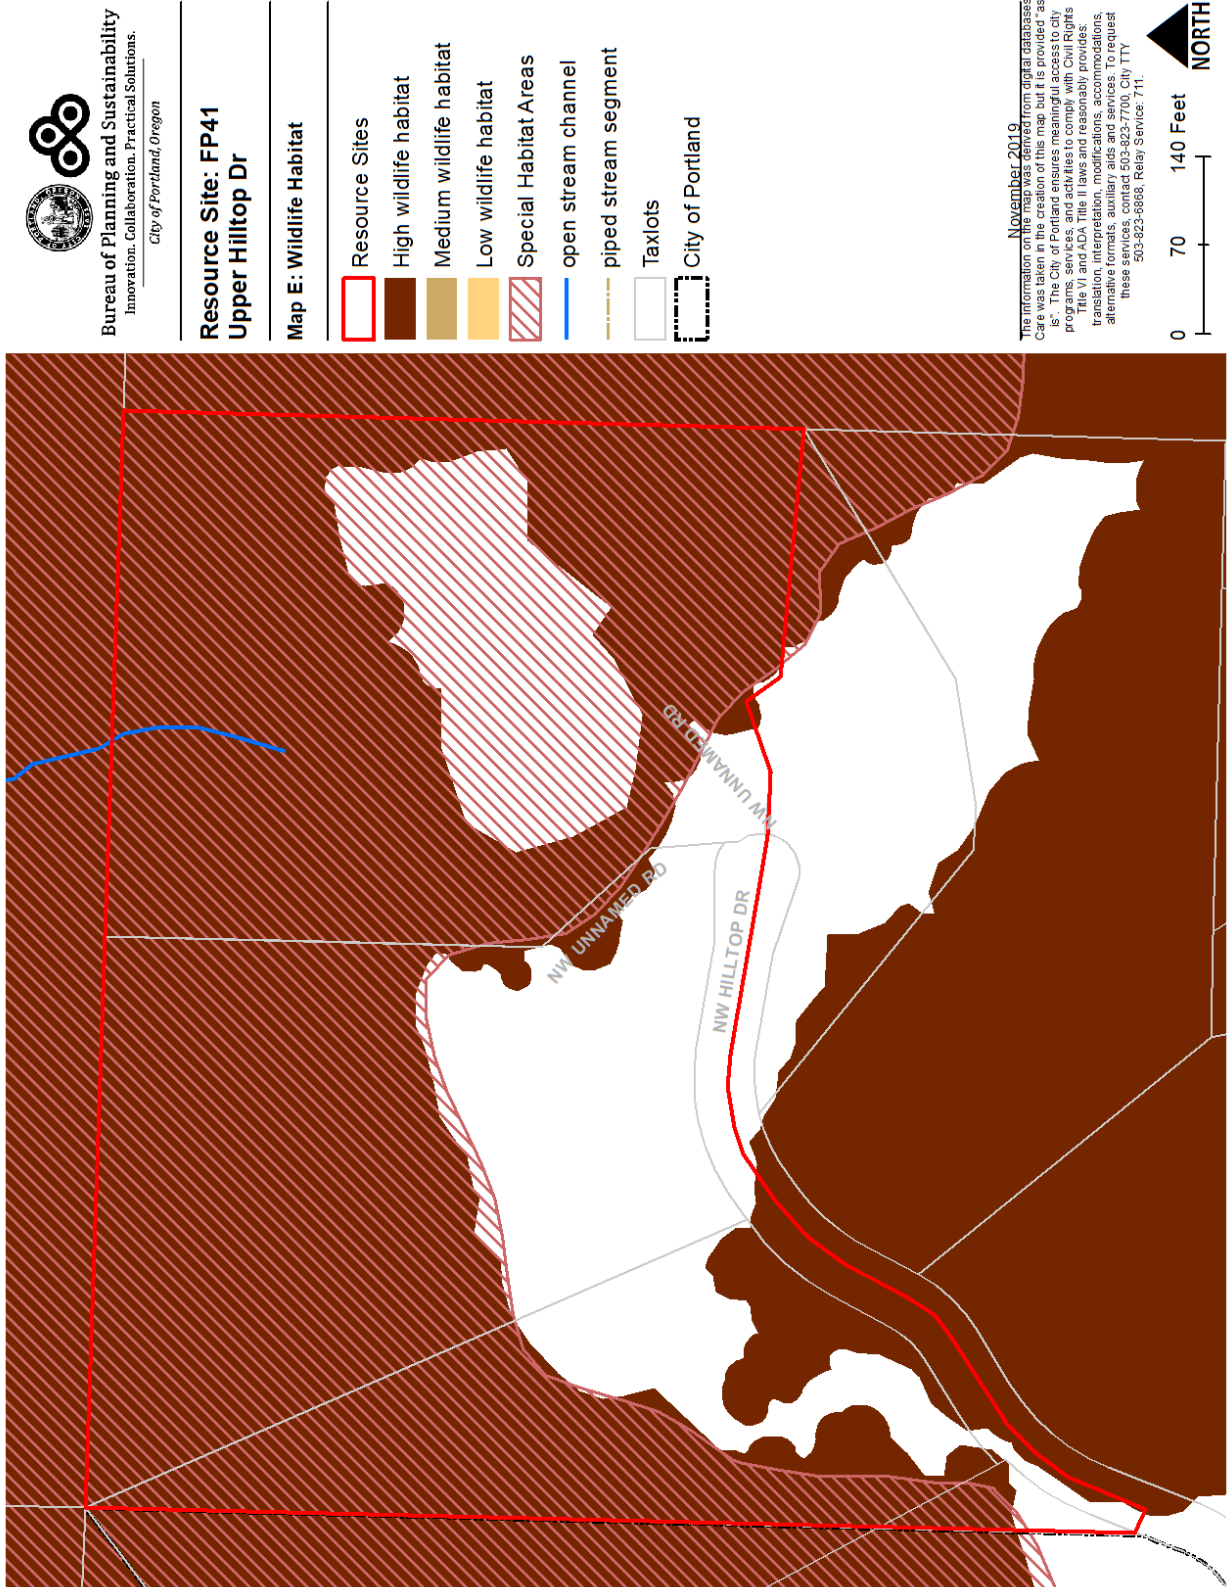 Bureau of Planning and Sustainability
Innovation. Collaboration. Practical Solutions.
City of Portland, Oregon
Resource Site: FP41
Upper Hilltop Dr
Map E: Wildlife Habitat
Resource Sites
High wildlife habitat
Medium wildlife habitat
Low wildlife habitat
Special Habitat Areas
open stream channel
piped stream segment
Taxlots
City of Portland
November 2019
The information on the map was derived from digital databases
Care was taken in the creation of this map but it is provided "as
is". The City of Portland ensures meaningful access to city
programs, services, and activities to comply with Civil Rights
Title VI and ADA Title II laws and reasonably provides:
translation, interpretation, modifications, accommodations,
alternative formats, auxiliary aids and services. To request
these services, contact 503-823-7700, City TTY
503-823-6868, Relay Service: 711.
0 70 140 Feet
NORTH
NW UNNAMED RD
NW UNNAMED RD
NW HILLTOP DR